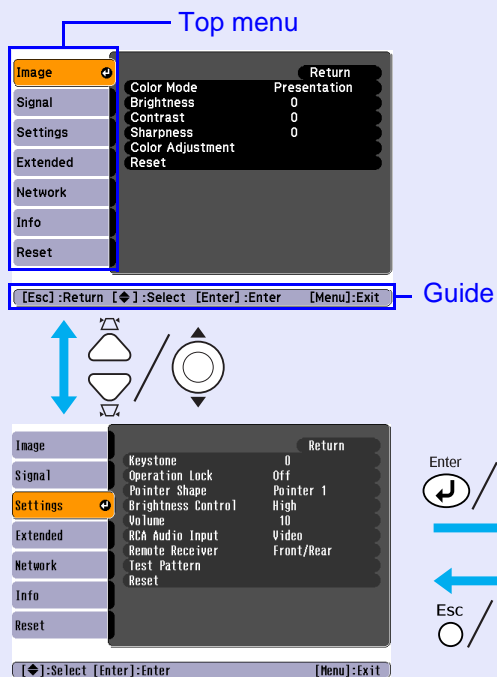 Top menu
Image
Signal
Settings
Extended
Network
Info
Reset
Return
Color Mode Presentation
Brightness 0
Contrast 0
Sharpness 0
Color Adjustment
Reset
[Esc] :Return [◆] :Select [Enter] :Enter [Menu]:Exit
Guide
Image
Signal
Settings
Extended
Network
Info
Reset
Return
Keystone 0
Operation Lock Off
Pointer Shape Pointer 1
Brightness Control High
Volume 10
RCA Audio Input Video
Remote Receiver Front/Rear
Test Pattern
Reset
[◆]:Select [Enter]:Enter [Menu]:Exit
Enter
Esc